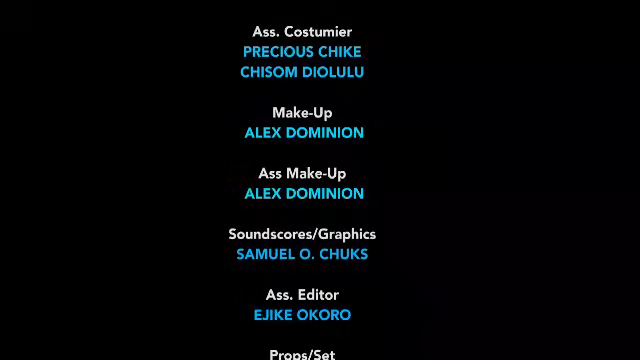 Ass. Costumier
PRECIOUS CHIKE
CHISOM DIOLULU
Make-Up
ALEX DOMINION
Ass Make-Up
ALEX DOMINION
Soundscores/Graphics
SAMUEL O. CHUKS
Ass. Editor
EJIKE OKORO
Props/Set